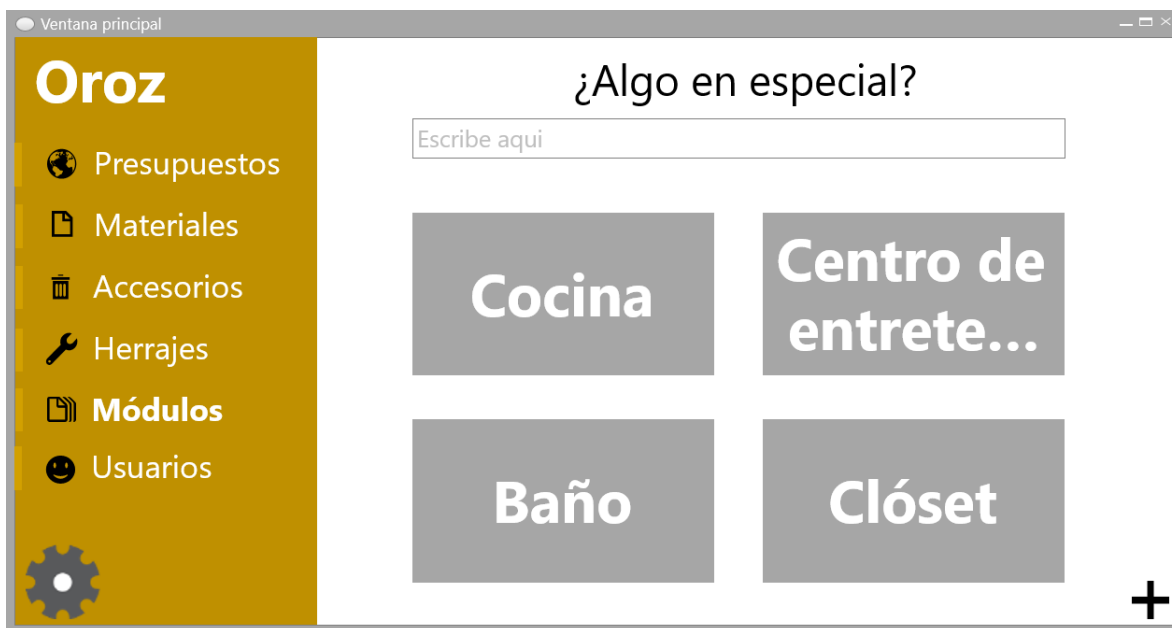 Ventana principal
Oroz
Presupuestos
Materiales
Accesorios
Herrajes
Módulos
Usuarios
¿Algo en especial?
Escribe aqui
Cocina
Centro de
entrete...
Baño
Clóset